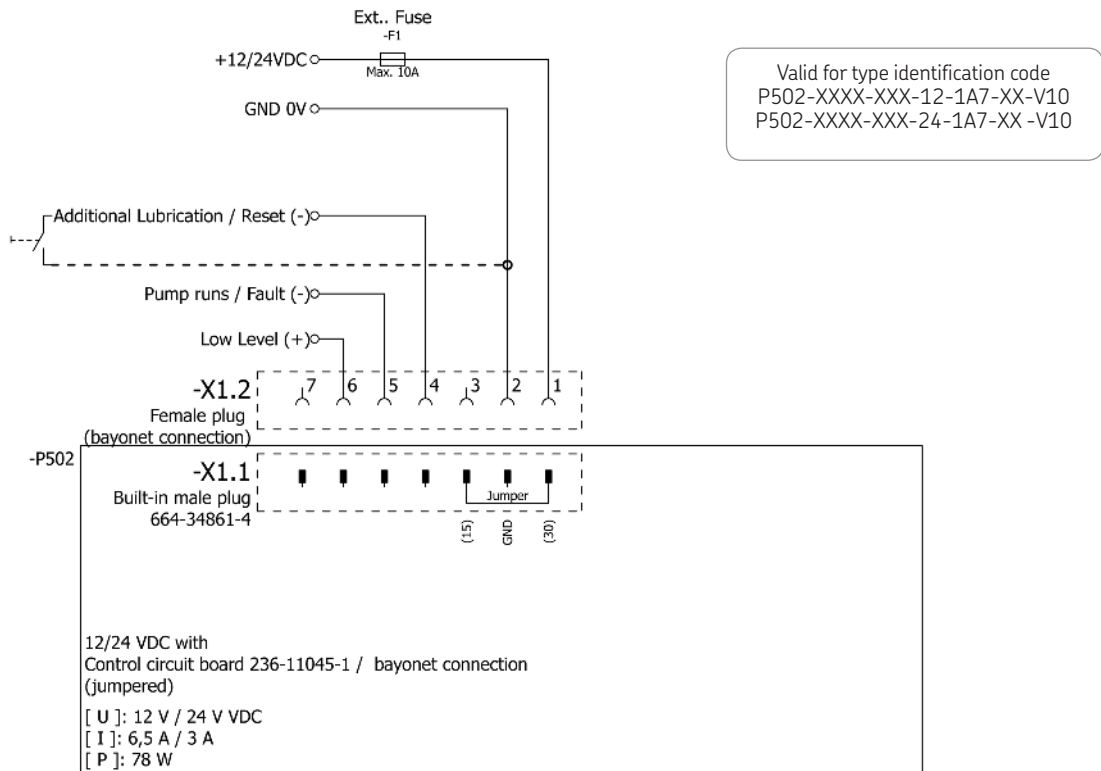 Ext.. Fuse
-F1
+12/24VDC
Max. 10A
GND 0V
Valid for type identification code
P502-XXXX-XXX-12-1A7-XX-V10
P502-XXXX-XXX-24-1A7-XX -V10
Additional Lubrication / Reset (-)
Pump runs / Fault (-)
Low Level (+)
-X1.2
7 6 5 4 3 2 1
Female plug
(bayonet connection)
-P502
-X1.1
Built-in male plug
664-34861-4
Jumper
(15)
GND
(30)
12/24 VDC with
Control circuit board 236-11045-1 / bayonet connection
(jumpered)
[ U ]: 12 V / 24 V VDC
[ I ]: 6,5 A / 3 A
[ P ]: 78 W